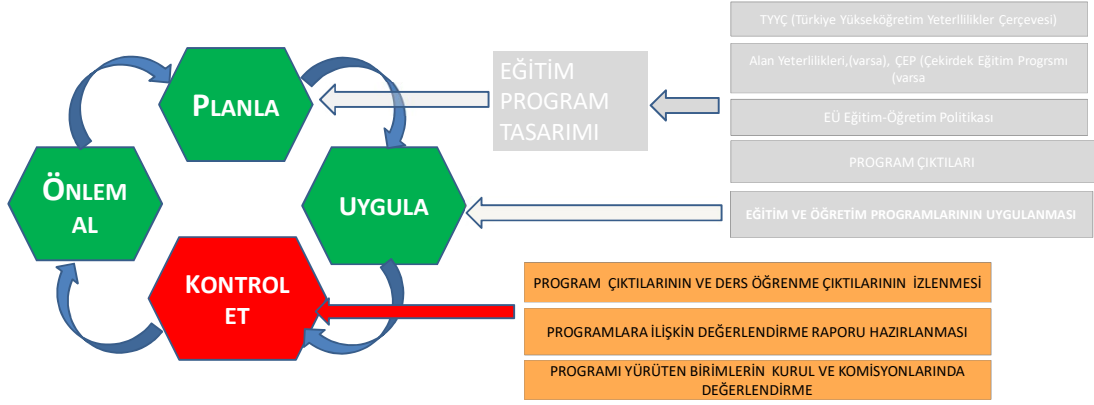 PLANLA
UYGULA
KONTROL
ET
ÖNLEM
AL
EĞİTİM
PROGRAM
TASARIMI
TYYÇ (Türkiye Yükseköğretim Yeterllilikler Çerçevesi)
Alan Yeterlilikleri,(varsa), ÇEP (Çekirdek Eğitim Progrsmı
(varsa
EÜ Eğitim-Öğretim Politikası
PROGRAM ÇIKTILARI
EĞİTİM VE ÖĞRETİM PROGRAMLARININ UYGULANMASI
PROGRAM ÇIKTILARININ VE DERS ÖĞRENME ÇIKTILARININ İZLENMESİ
PROGRAMLARA İLİŞKİN DEĞERLENDİRME RAPORU HAZIRLANMASI
PROGRAMI YÜRÜTEN BİRİMLERİN KURUL VE KOMİSYONLARINDA
DEĞERLENDİRME